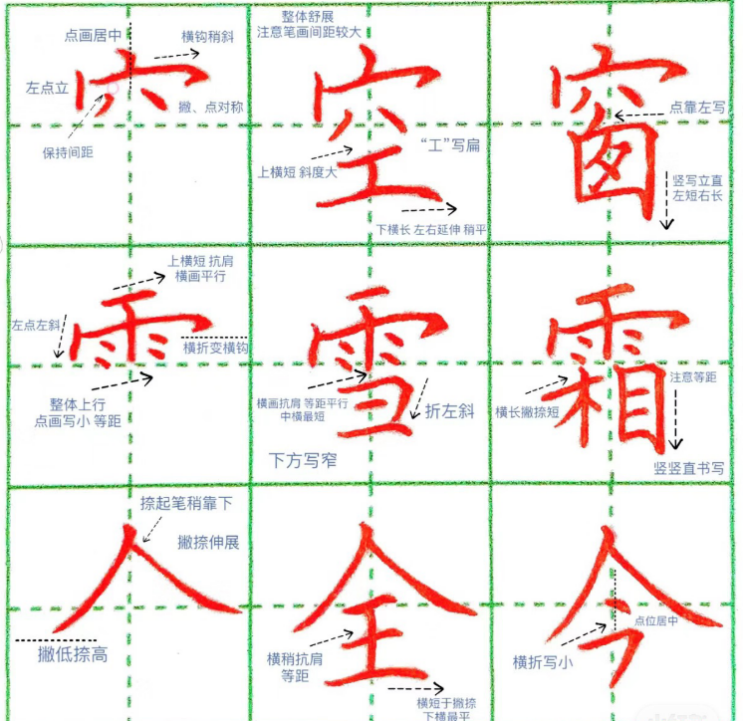 点画居中
横钩稍斜
左点立
撇、点对称
保持间距
穴
整体舒展
注意笔画间距较大
空
“工”写扁
上横短 斜度大
下横长 左右延伸 稍平
窗
点靠左写
竖写立直
左短右长
上横短 抗肩
横画平行
左点左斜
横折变横钩
整体上行
点画写小 等距
⻗
雪
横画抗肩 等距平行
中横最短
折左斜
下方写窄
霜
注意等距
横长撇捺短
竖竖直书写
捺起笔稍靠下
撇捺伸展
人
撇低捺高
全
横稍抗肩
等距
横短于撇捺
下横最平
今
点位居中
横折写小